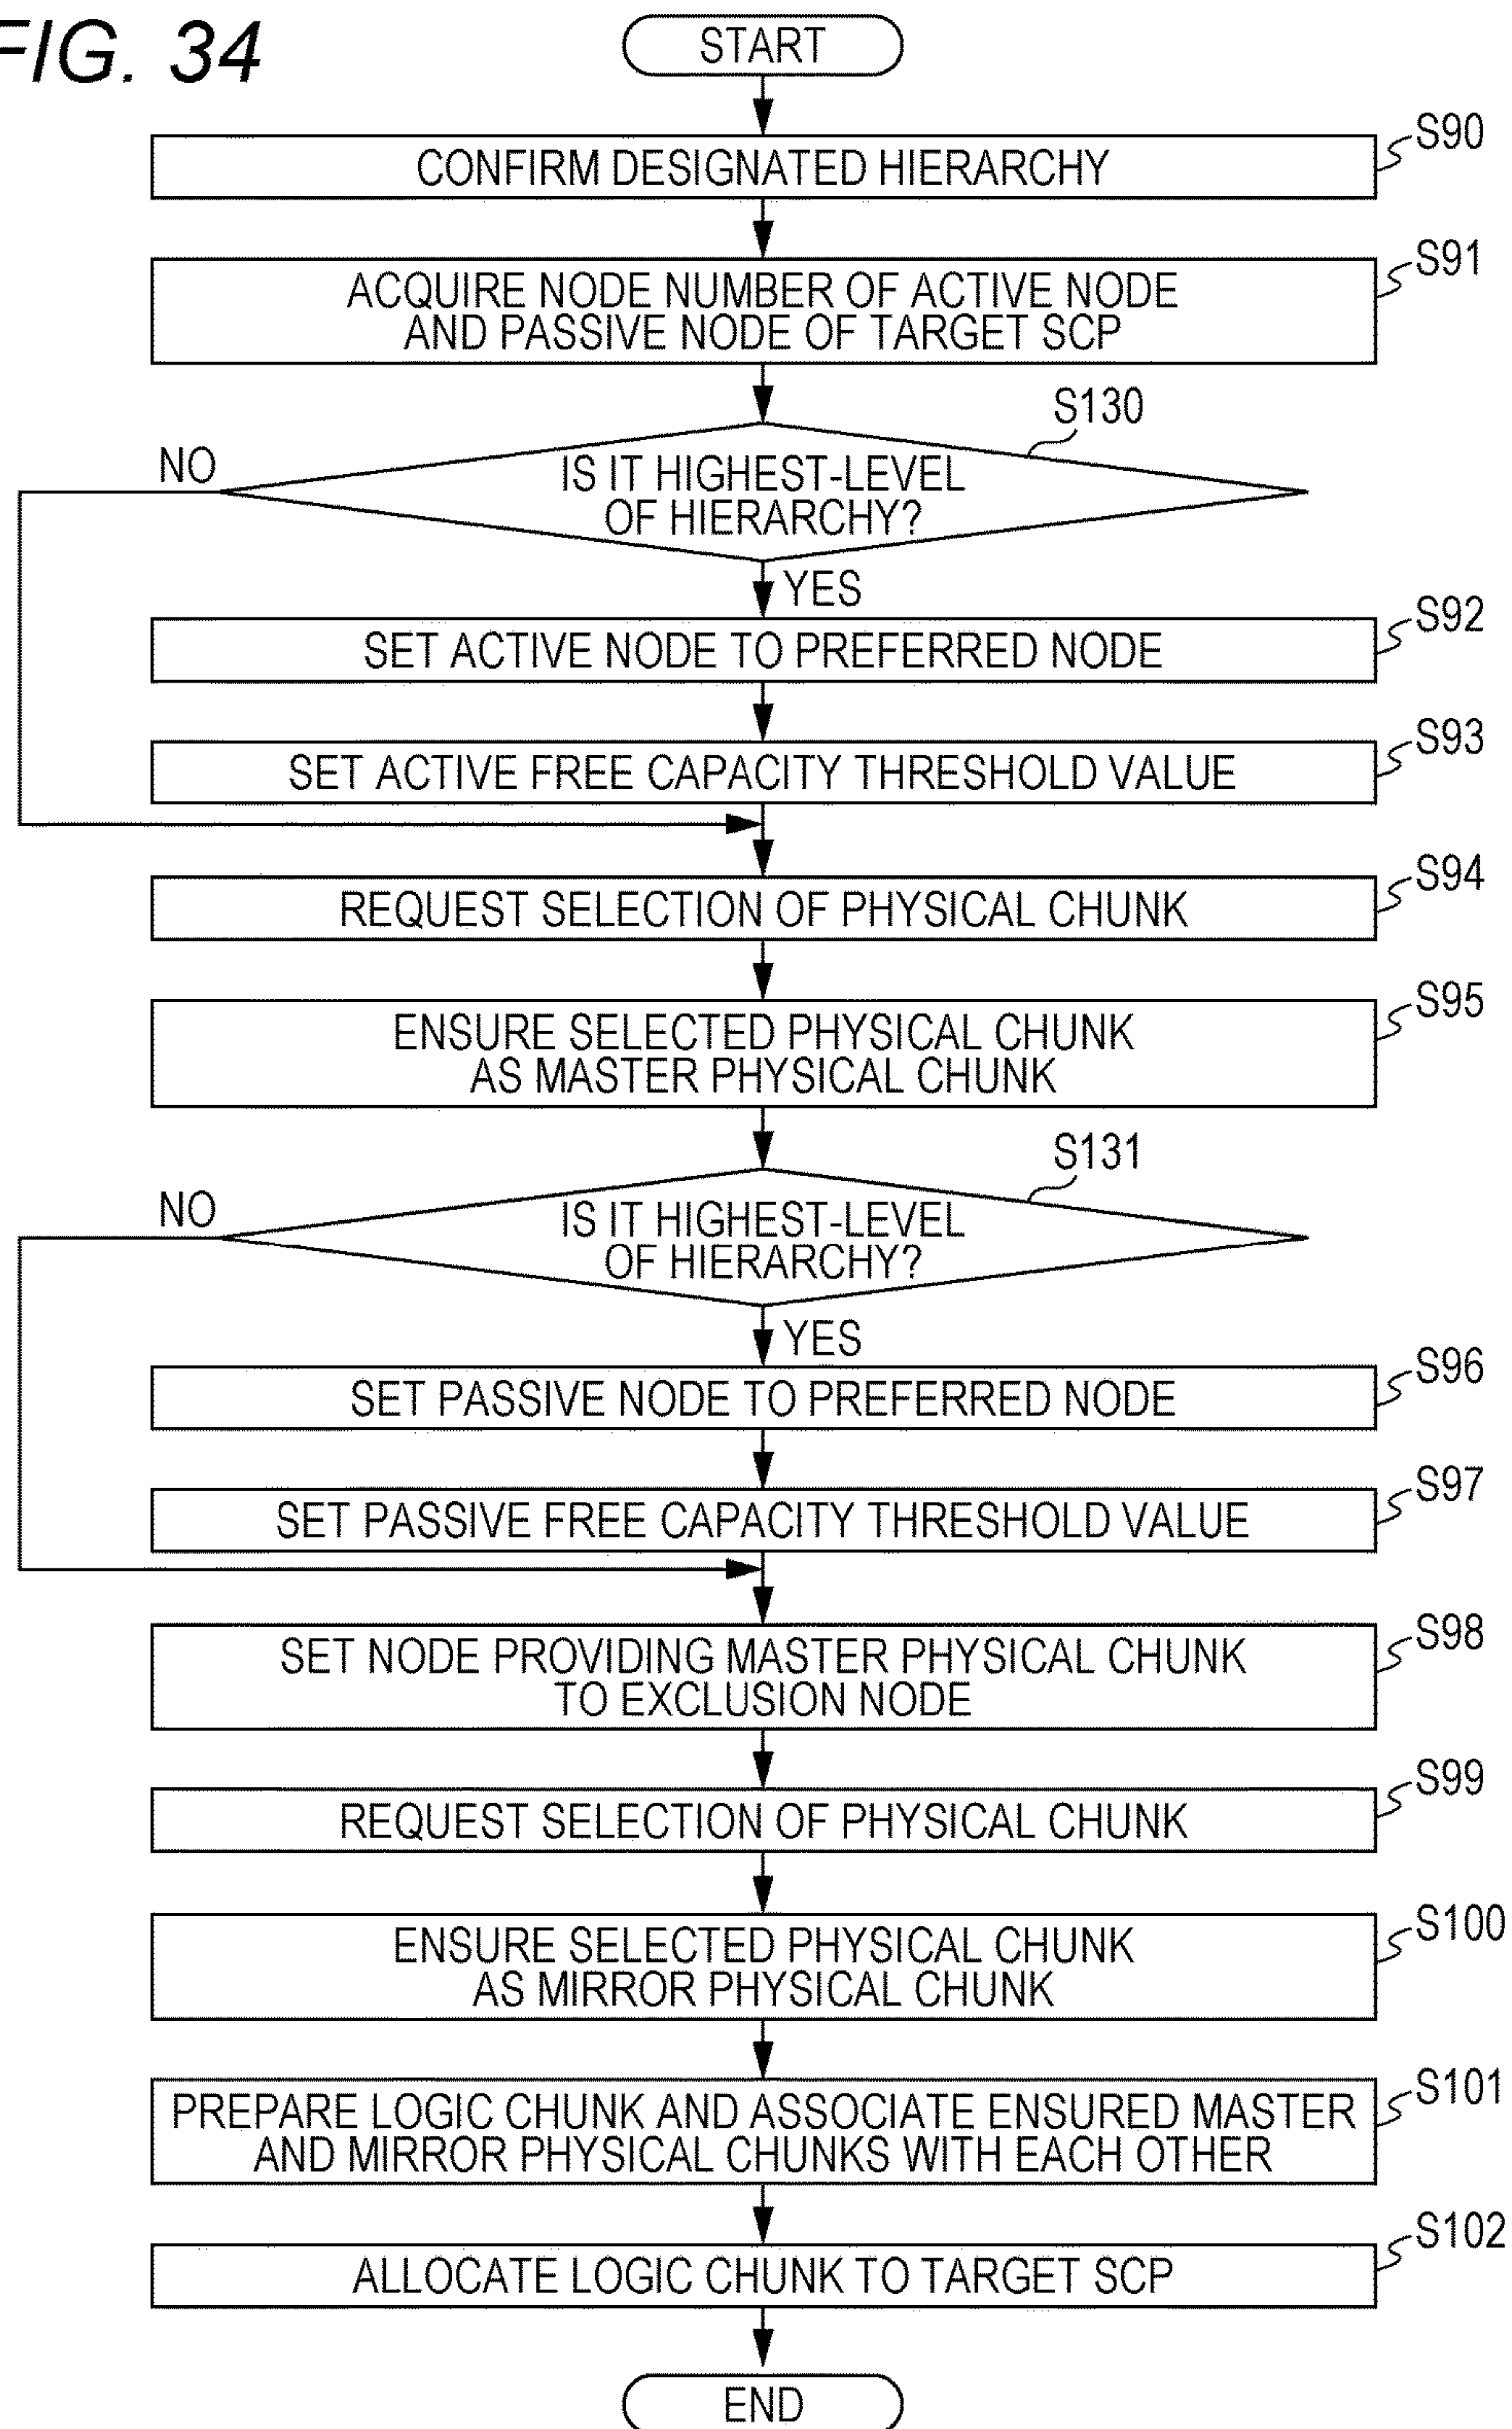 FIG. 34
START
S90
CONFIRM DESIGNATED HIERARCHY
S91
ACQUIRE NODE NUMBER OF ACTIVE NODE
AND PASSIVE NODE OF TARGET SCP
S130
NO
IS IT HIGHEST-LEVEL
OF HIERARCHY?
YES
S92
SET ACTIVE NODE TO PREFERRED NODE
S93
SET ACTIVE FREE CAPACITY THRESHOLD VALUE
S94
REQUEST SELECTION OF PHYSICAL CHUNK
S95
ENSURE SELECTED PHYSICAL CHUNK
AS MASTER PHYSICAL CHUNK
S131
NO
IS IT HIGHEST-LEVEL
OF HIERARCHY?
YES
S96
SET PASSIVE NODE TO PREFERRED NODE
S97
SET PASSIVE FREE CAPACITY THRESHOLD VALUE
S98
SET NODE PROVIDING MASTER PHYSICAL CHUNK
TO EXCLUSION NODE
S99
REQUEST SELECTION OF PHYSICAL CHUNK
S100
ENSURE SELECTED PHYSICAL CHUNK
AS MIRROR PHYSICAL CHUNK
S101
PREPARE LOGIC CHUNK AND ASSOCIATE ENSURED MASTER
AND MIRROR PHYSICAL CHUNKS WITH EACH OTHER
S102
ALLOCATE LOGIC CHUNK TO TARGET SCP
END